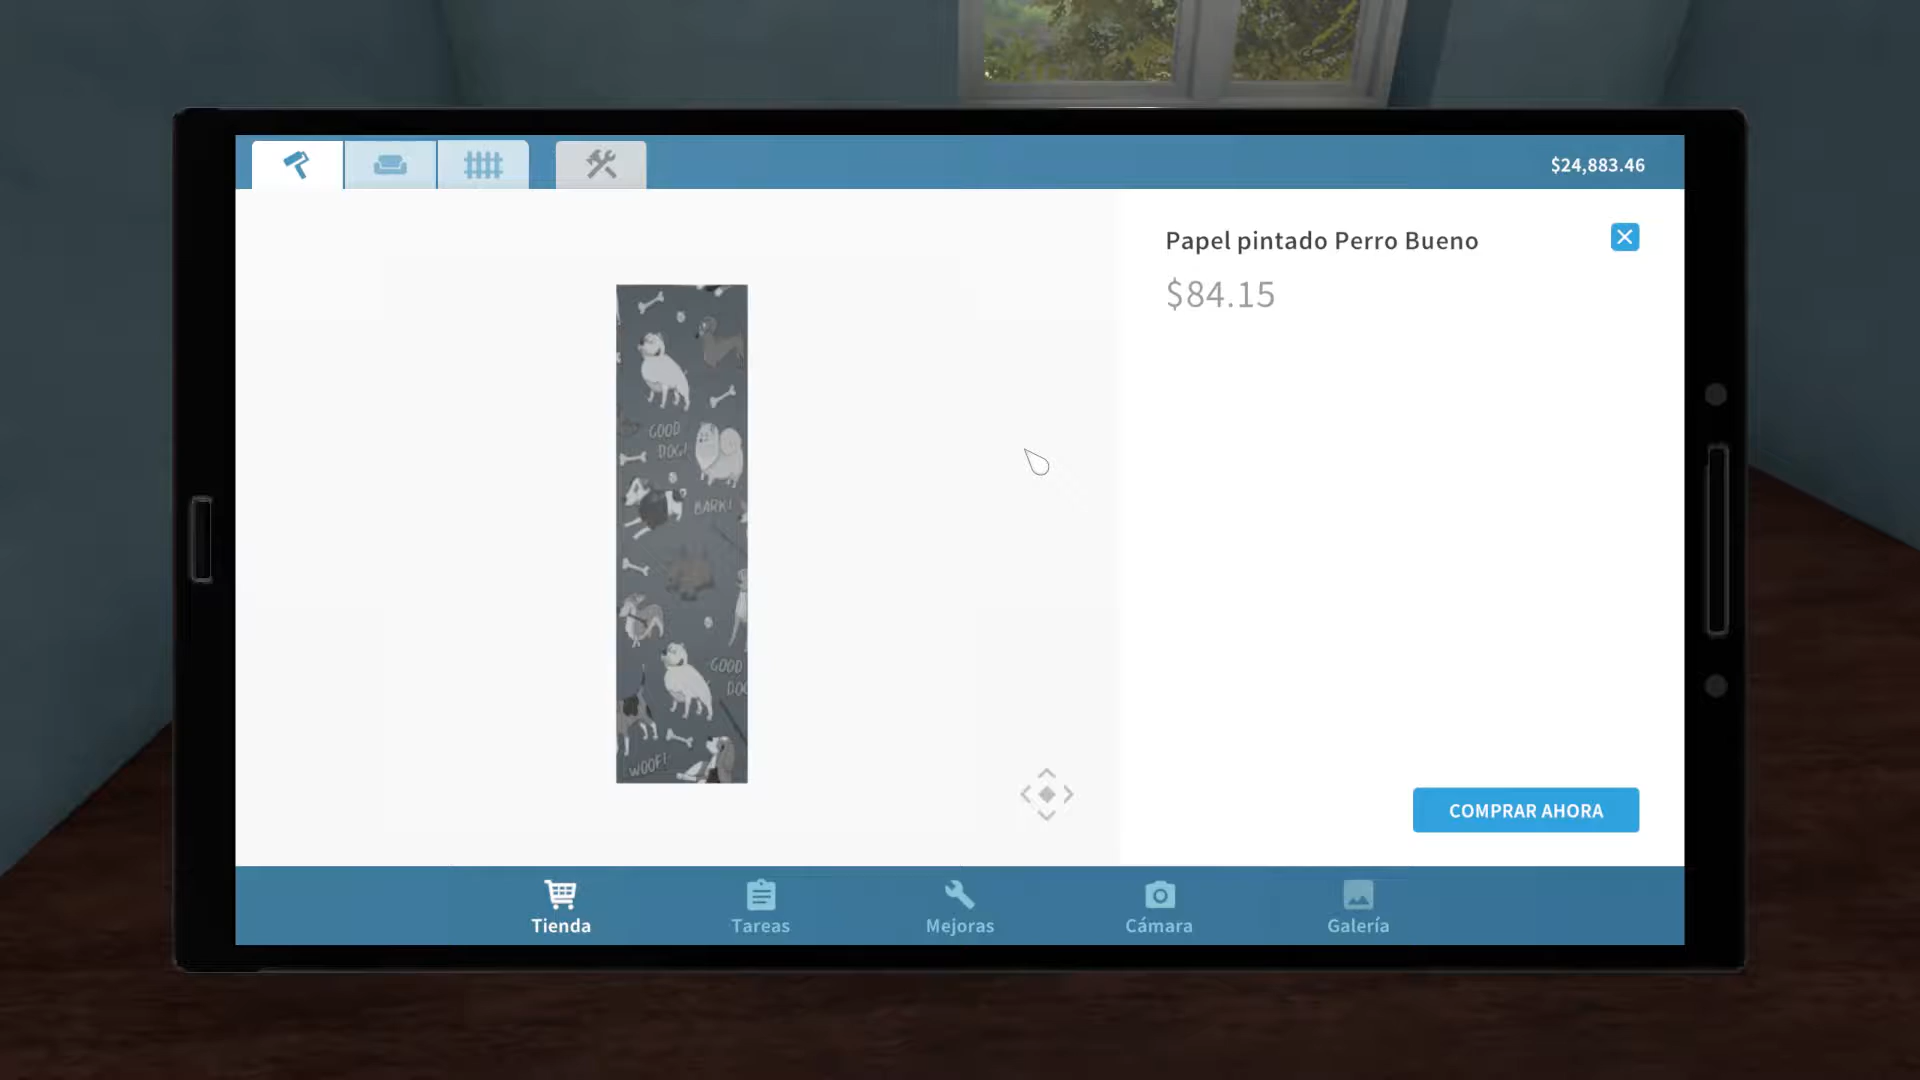 $24,883.46
Papel pintado Perro Bueno
$84.15
GOOD
DOG!
BARK!
GOOD
DOG
WOOF!
COMPRAR AHORA
Tienda
Tareas
Mejoras
Cámara
Galería